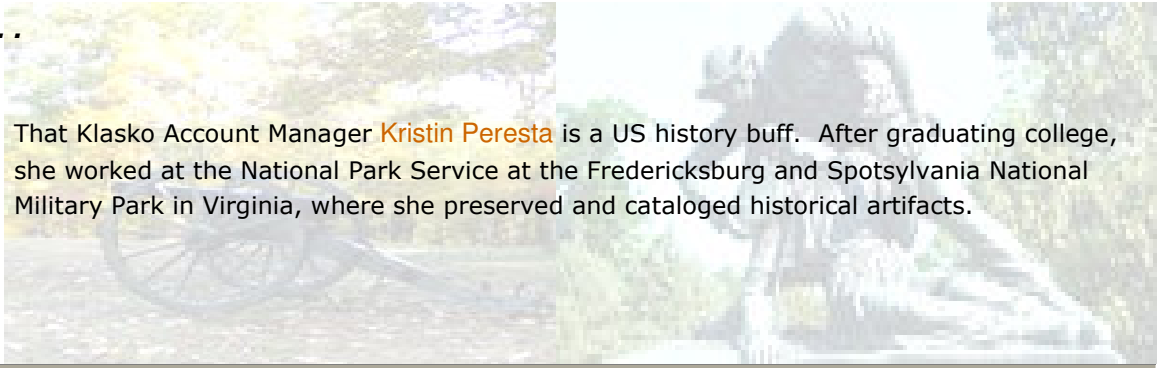 ..
That Klasko Account Manager Kristin Peresta is a US history buff.  After graduating college,
she worked at the National Park Service at the Fredericksburg and Spotsylvania National
Military Park in Virginia, where she preserved and cataloged historical artifacts.